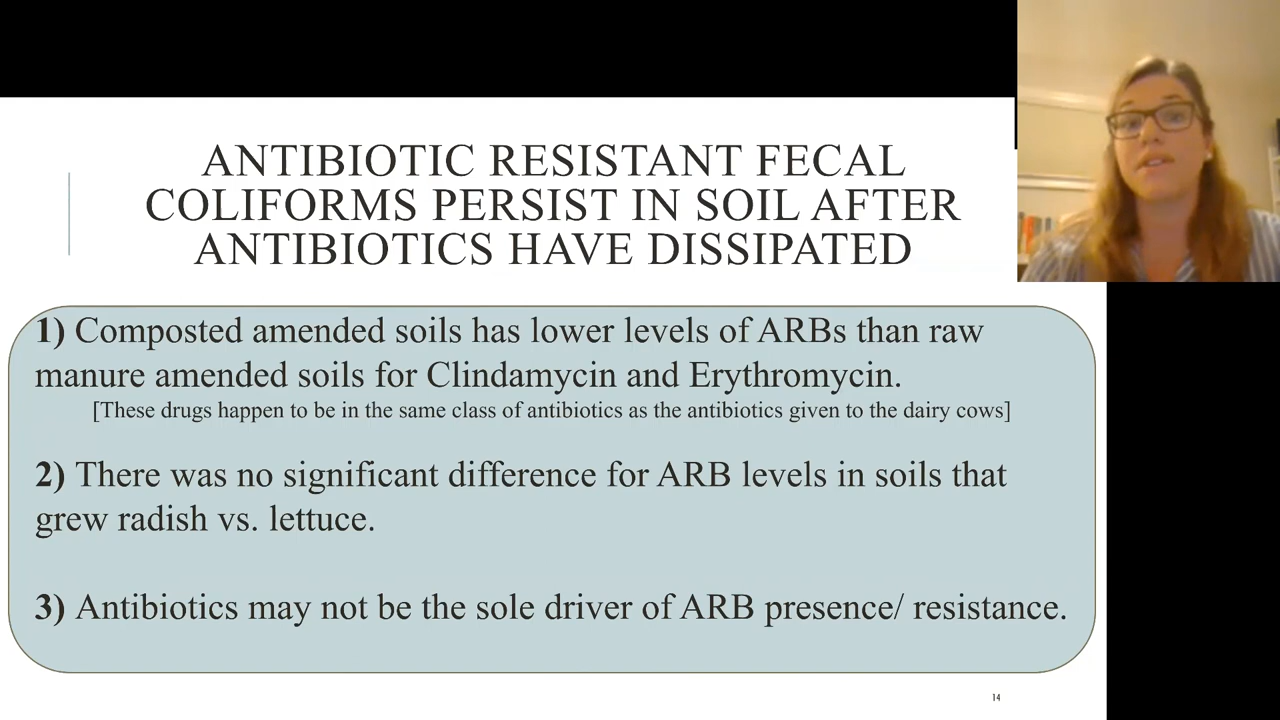 ANTIBIOTIC RESISTANT FECAL
COLIFORMS PERSIST IN SOIL AFTER
ANTIBIOTICS HAVE DISSIPATED
1) Composted amended soils has lower levels of ARBs than raw
manure amended soils for Clindamycin and Erythromycin.
[These drugs happen to be in the same class of antibiotics as the antibiotics given to the dairy cows]
2) There was no significant difference for ARB levels in soils that
grew radish vs. lettuce.
3) Antibiotics may not be the sole driver of ARB presence/ resistance.
14